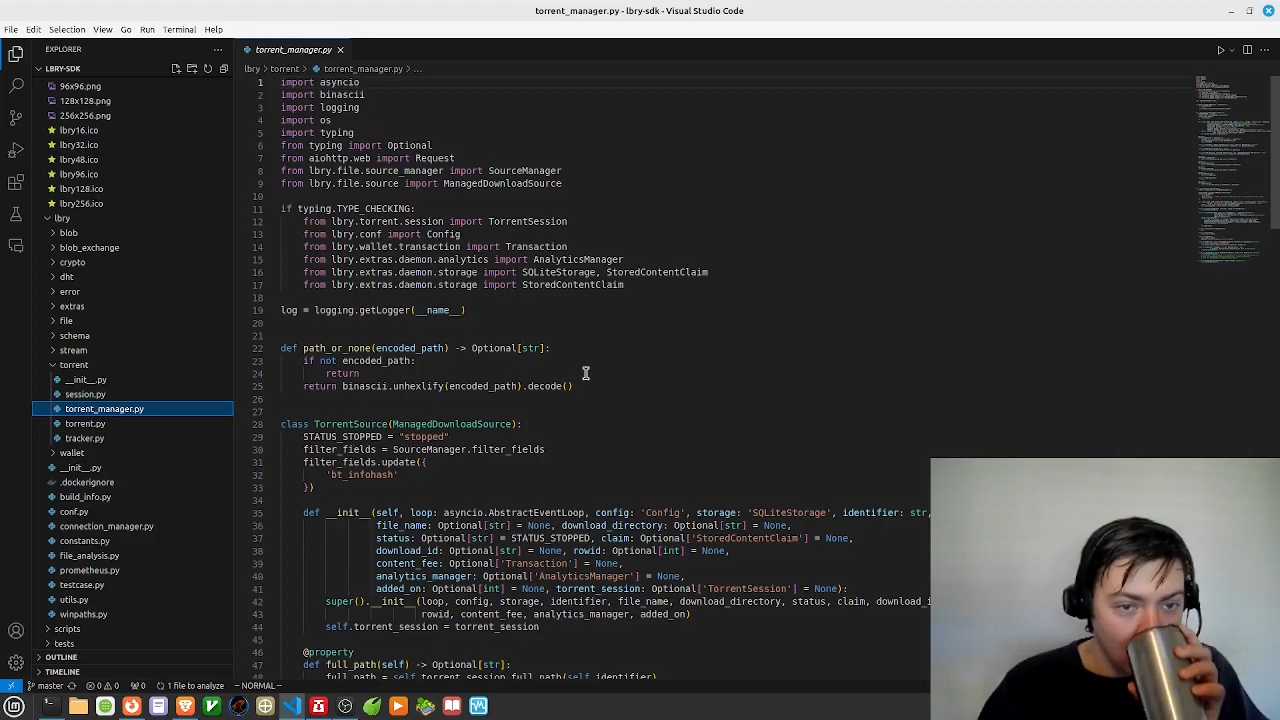 torrent_manager.py - lbry-sdk - Visual Studio Code
File Edit Selection View Go Run Terminal Help
EXPLORER
LBRY-SDK
96x96.png
128x128.png
256x256.png
lbry16.ico
lbry32.ico
lbry48.ico
lbry96.ico
lbry128.ico
lbry256.ico
lbry
blob
blob_exchange
crypto
dht
error
extras
file
schema
stream
torrent
__init__.py
session.py
torrent_manager.py
torrent.py
tracker.py
wallet
__init__.py
.dockerignore
build_info.py
conf.py
connection_manager.py
constants.py
file_analysis.py
prometheus.py
testcase.py
utils.py
winpaths.py
scripts
tests
OUTLINE
TIMELINE
torrent_manager.py
lbry > torrent > torrent_manager.py > ...
1 import asyncio
2 import binascii
3 import logging
4 import os
5 import typing
6 from typing import Optional
7 from aiohttp.web import Request
8 from lbry.file.source_manager import SourceManager
9 from lbry.file.source import ManagedDownloadSource
10
11 if typing.TYPE_CHECKING:
12 from lbry.torrent.session import TorrentSession
13 from lbry.conf import Config
14 from lbry.wallet.transaction import Transaction
15 from lbry.extras.daemon.analytics import AnalyticsManager
16 from lbry.extras.daemon.storage import SQLiteStorage, StoredContentClaim
17 from lbry.extras.daemon.storage import StoredContentClaim
18
19 log = logging.getLogger(__name__)
20
21
22 def path_or_none(encoded_path) -> Optional[str]:
23 if not encoded_path:
24 return
25 return binascii.unhexlify(encoded_path).decode()
26
27
28 class TorrentSource(ManagedDownloadSource):
29 STATUS_STOPPED = "stopped"
30 filter_fields = SourceManager.filter_fields
31 filter_fields.update({
32 'bt_infohash'
33 })
34
35 def __init__(self, loop: asyncio.AbstractEventLoop, config: 'Config', storage: 'SQLiteStorage', identifier: str,
36 file_name: Optional[str] = None, download_directory: Optional[str] = None,
37 status: Optional[str] = STATUS_STOPPED, claim: Optional['StoredContentClaim'] = None,
38 download_id: Optional[str] = None, rowid: Optional[int] = None,
39 content_fee: Optional['Transaction'] = None,
40 analytics_manager: Optional['AnalyticsManager'] = None,
41 added_on: Optional[int] = None, torrent_session: Optional['TorrentSession'] = None):
42 super().__init__(loop, config, storage, identifier, file_name, download_directory, status, claim, download_i
43 rowid, content_fee, analytics_manager, added_on)
44 self.torrent_session = torrent_session
45
46 @property
47 def full_path(self) -> Optional[str]:
48 full_path = self.torrent_session.full_path(self.identifier)
master 0 0 0 1 file to analyze -- NORMAL --